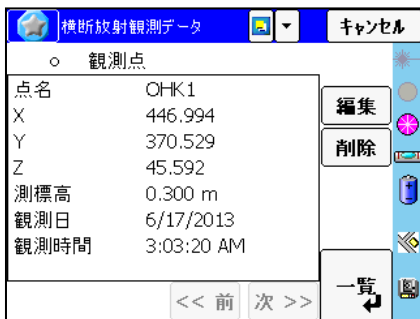 横断放射観測データ キャンセル
○ 観測点
点名 OHK1
X 446.994
Y 370.529
Z 45.592
測標高 0.300 m
観測日 6/17/2013
観測時間 3:03:20 AM
編集
削除
<< 前 次 >> 一覧